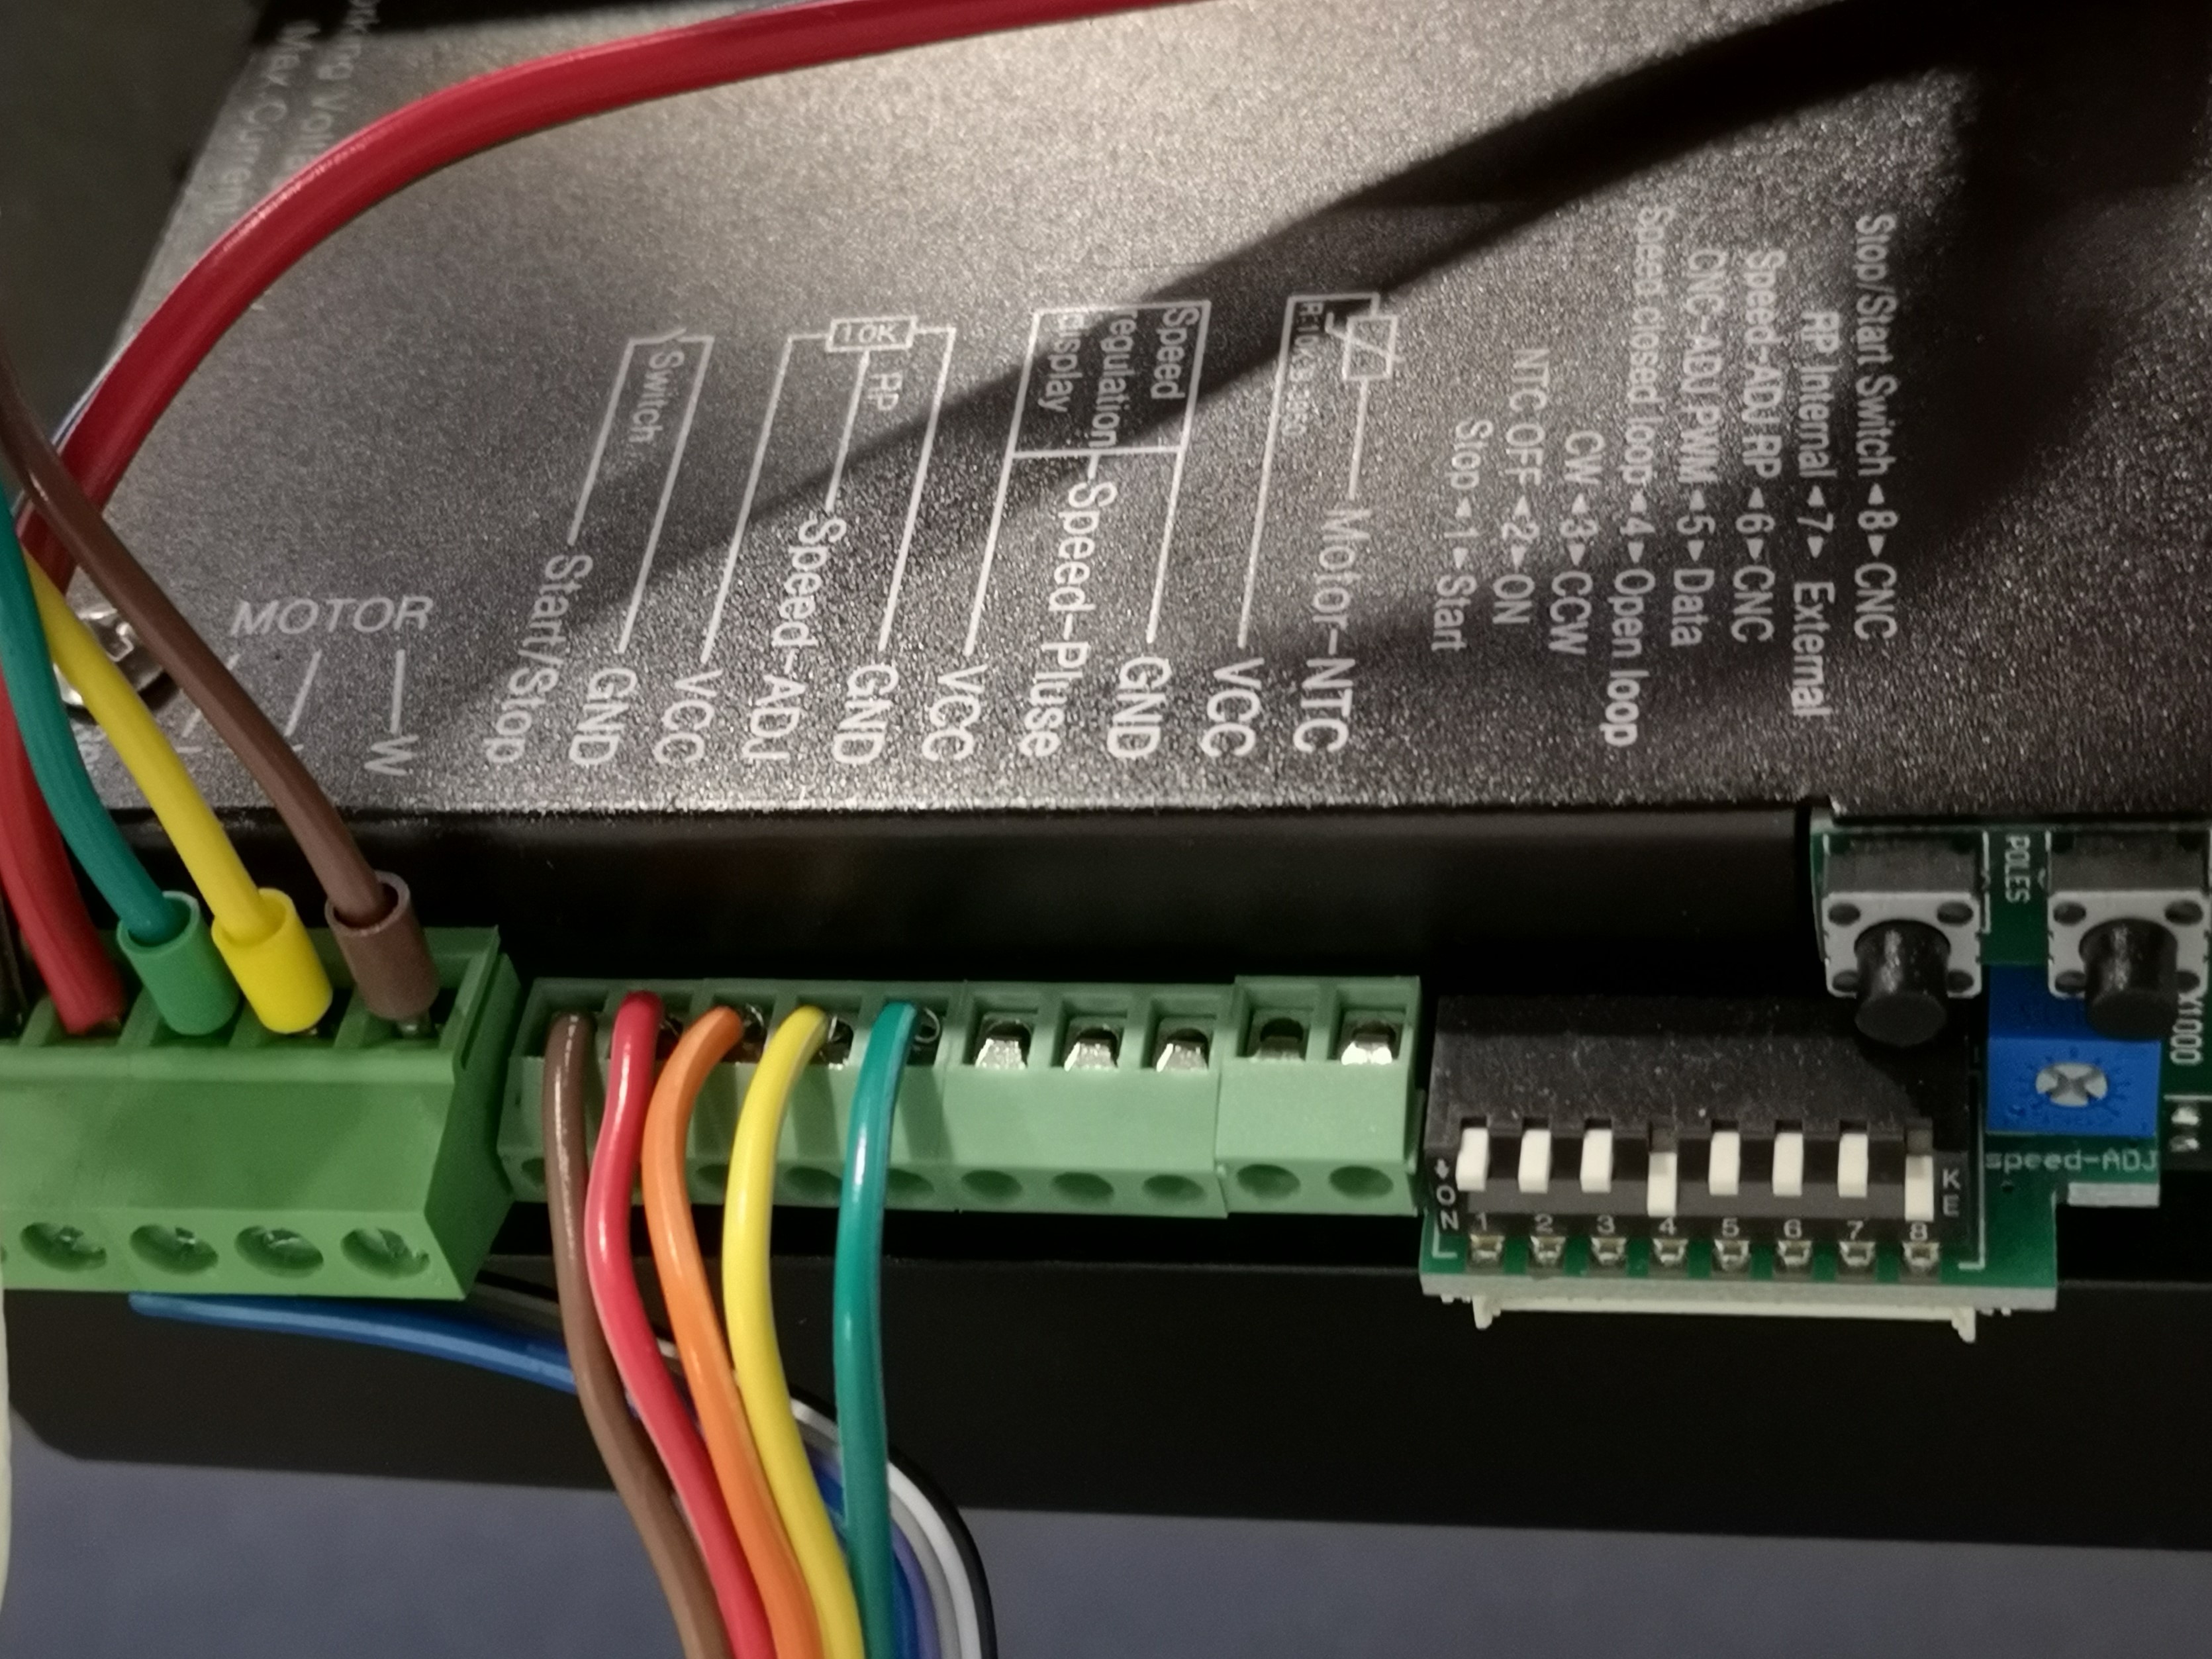 Max Current
MOTOR
W
Switch
Start/Stop
GND
VCC
10K
RP
Speed-ADJ
GND
VCC
Speed
regulation
display
Speed-Pluse
GND
VCC
Motor-NTC
Stop ◄1► Start
NTC OFF ◄2► ON
CW ◄3► CCW
Speed closed loop ◄4► Open loop
CNC-ADJ PWM ◄5► Data
Speed-ADJ RP ◄6► CNC
RP Internal ◄7► External
Stop/Start Switch ◄8► CNC
POLES
X1000
speed-ADJ
ON
KE
1 2 3 4 5 6 7 8